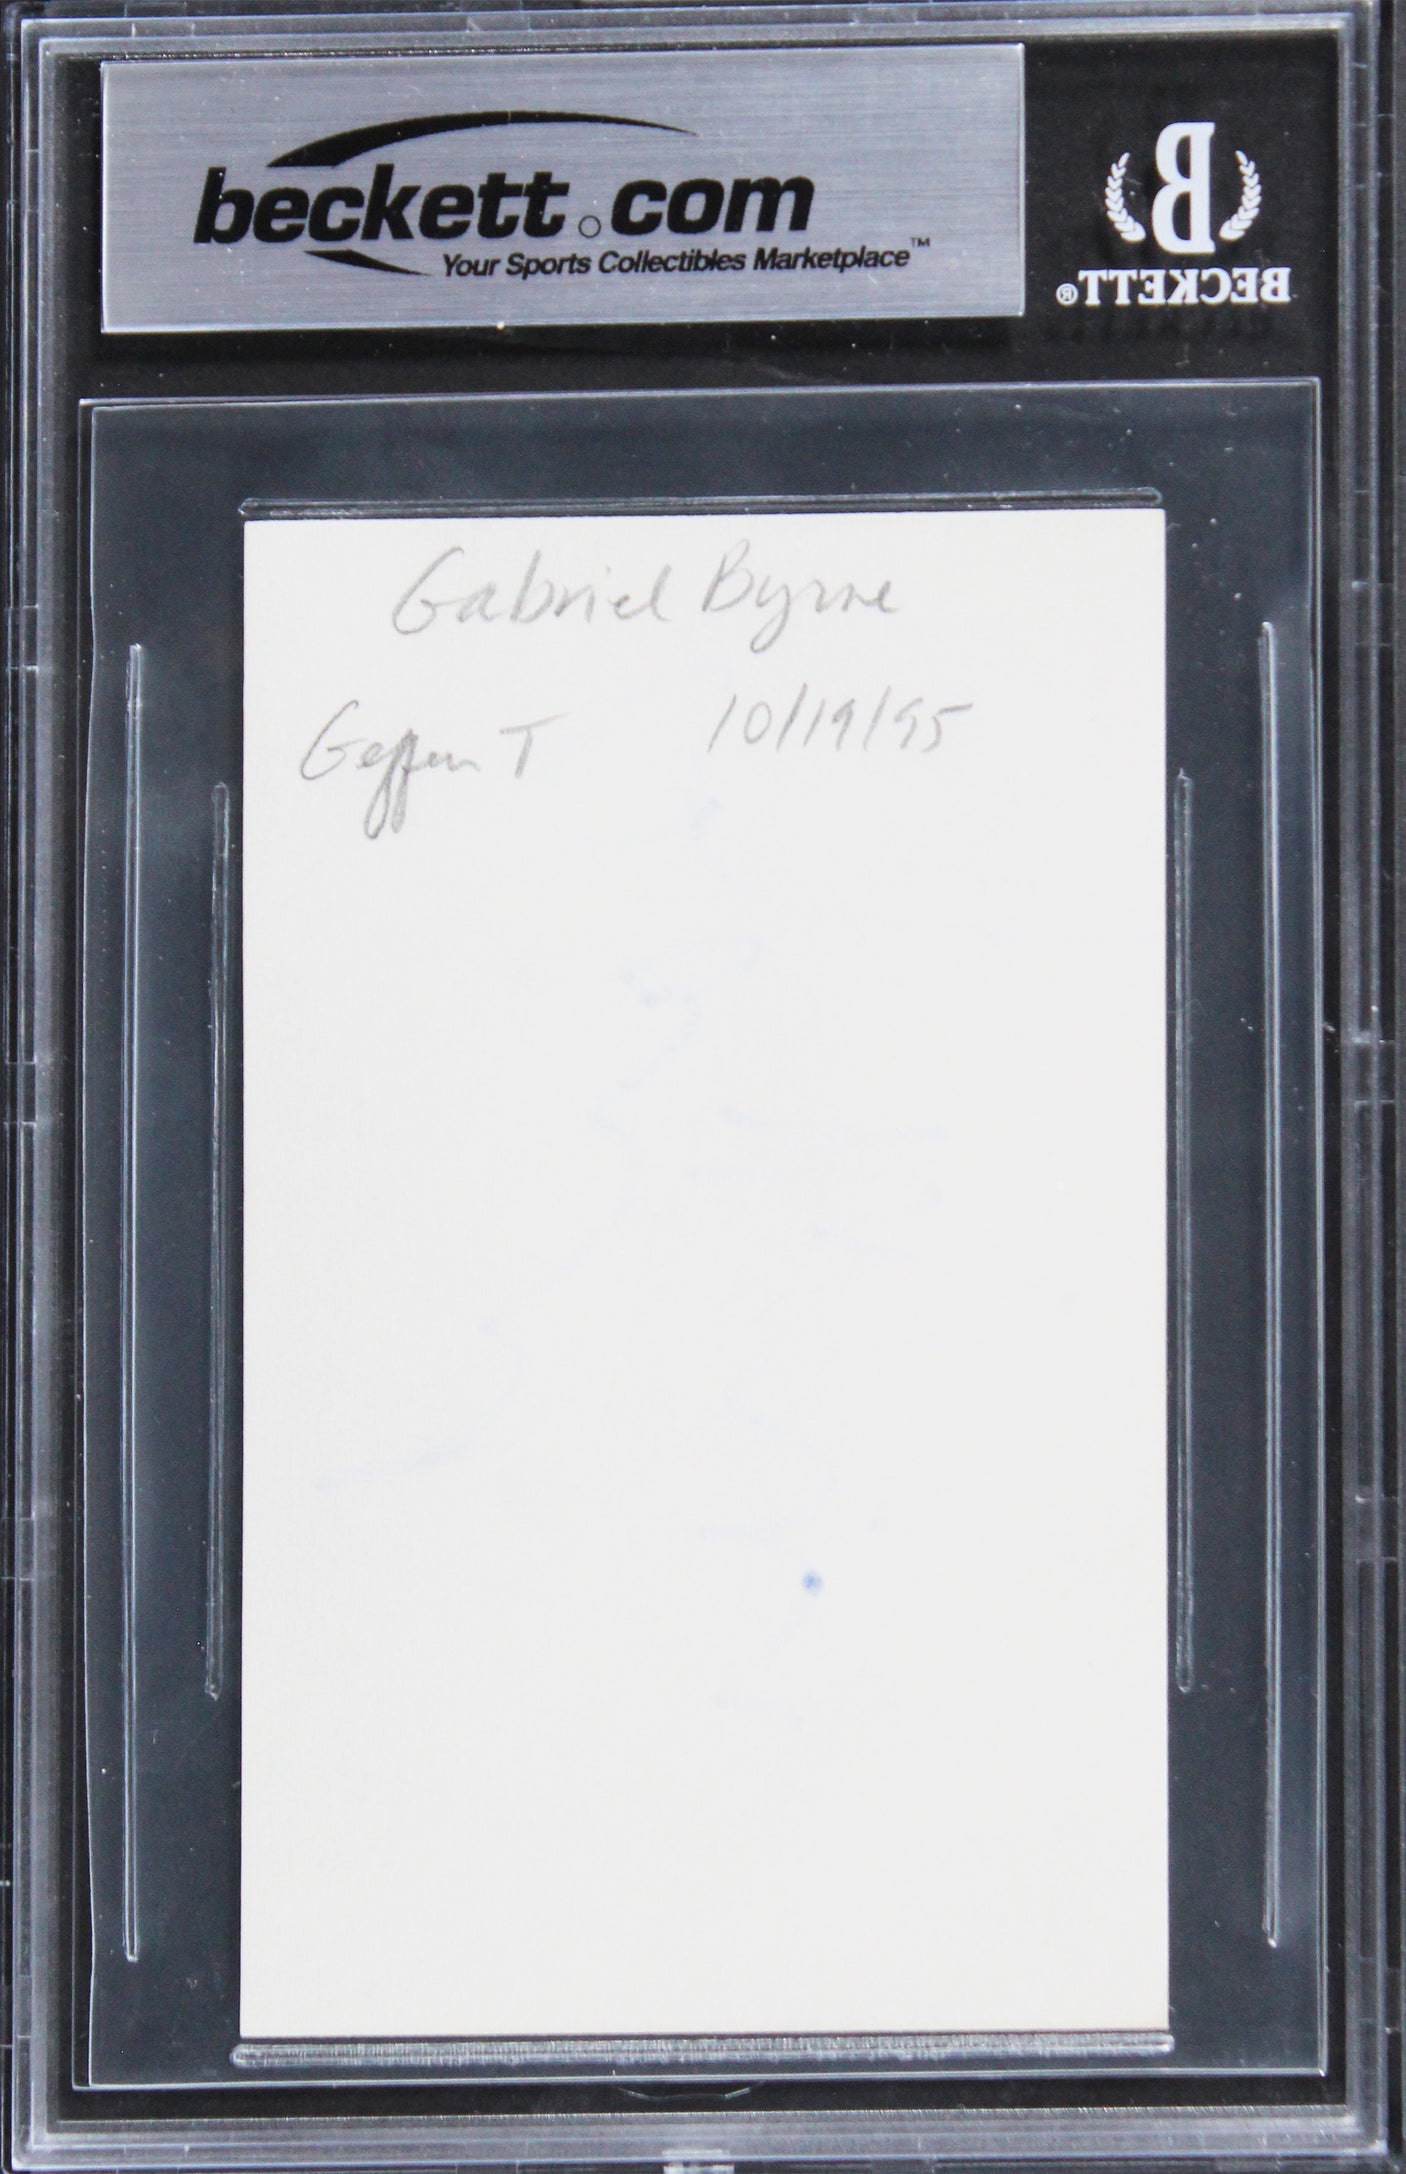 beckett.com
Your Sports Collectibles Marketplace™
B
BECKETT®
Gabriel Byrne
Geffen T 10/19/95